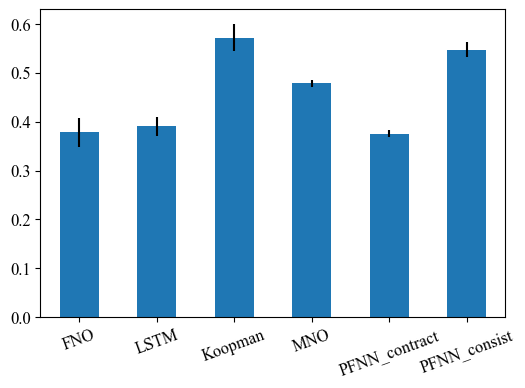 0.6
0.5
0.4
0.3
0.2
0.1
0.0
FNO
LSTM
Koopman
MNO
PFNN_contract
PFNN_consist